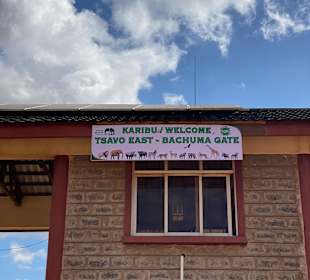 KARIBU / WELCOME
TSAVO EAST - BACHUMA GATE